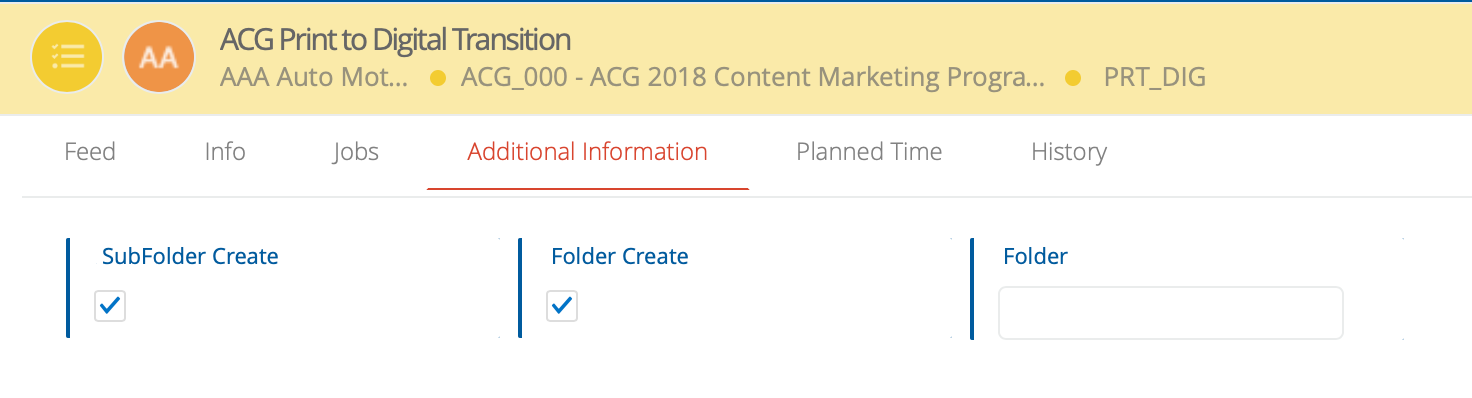 AA
ACG Print to Digital Transition
AAA Auto Mot... ACG_000 - ACG 2018 Content Marketing Progra... PRT_DIG
Feed Info Jobs Additional Information Planned Time History
SubFolder Create Folder Create Folder